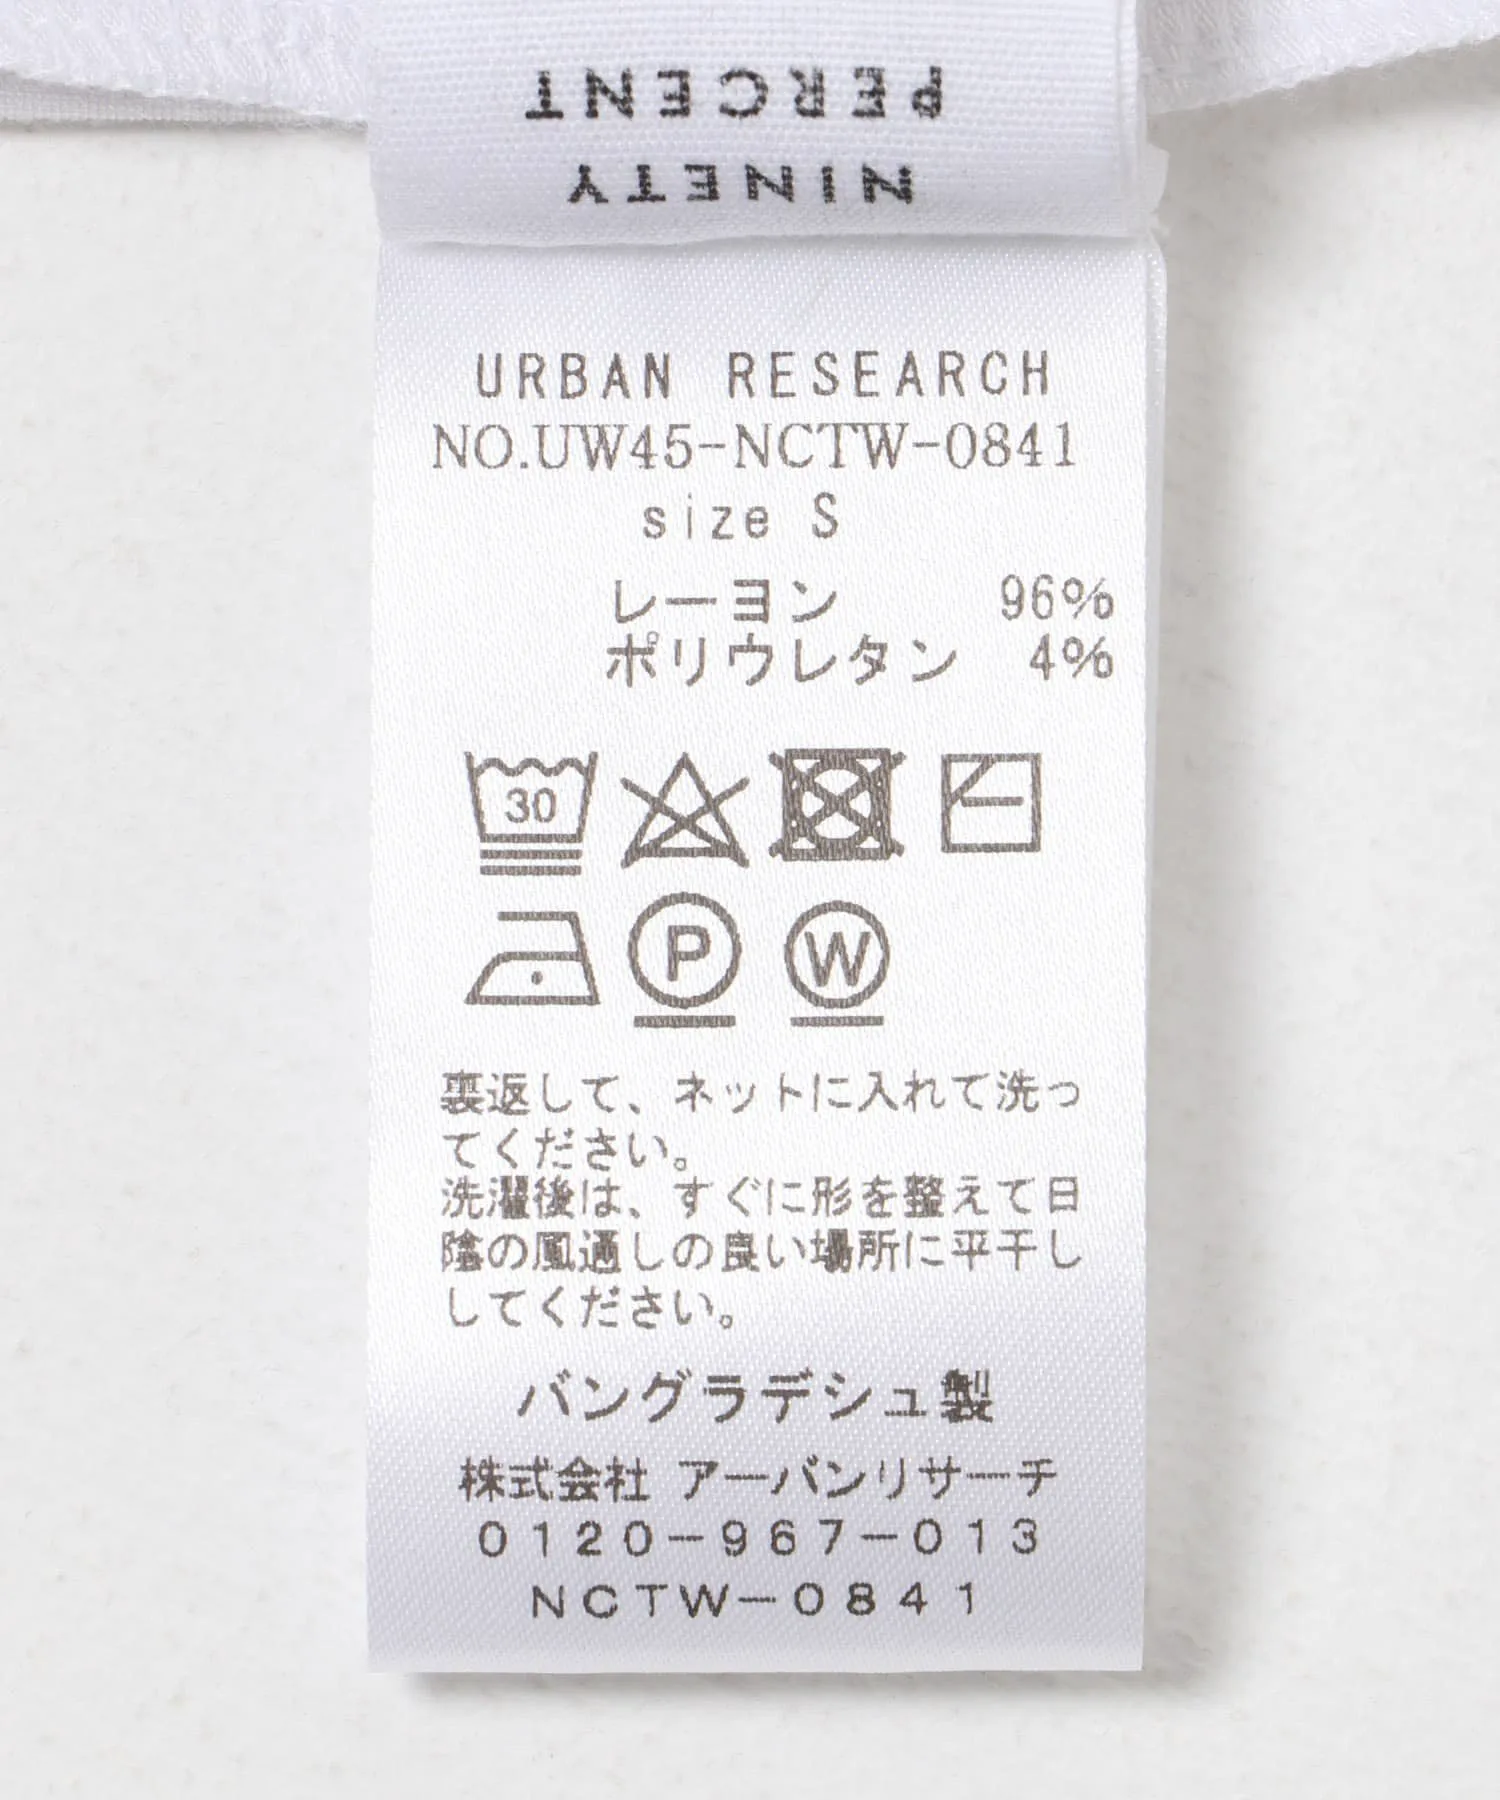 NINETY
PERCENT
URBAN RESEARCH
NO.UW45-NCTW-0841
size S
レーヨン 96%
ポリウレタン 4%
30
P
W
裏返して、ネットに入れて洗っ
てください。
洗濯後は、すぐに形を整えて日
陰の風通しの良い場所に平干し
してください。
バングラデシュ製
株式会社 アーバンリサーチ
0120-967-013
NCTW-0841